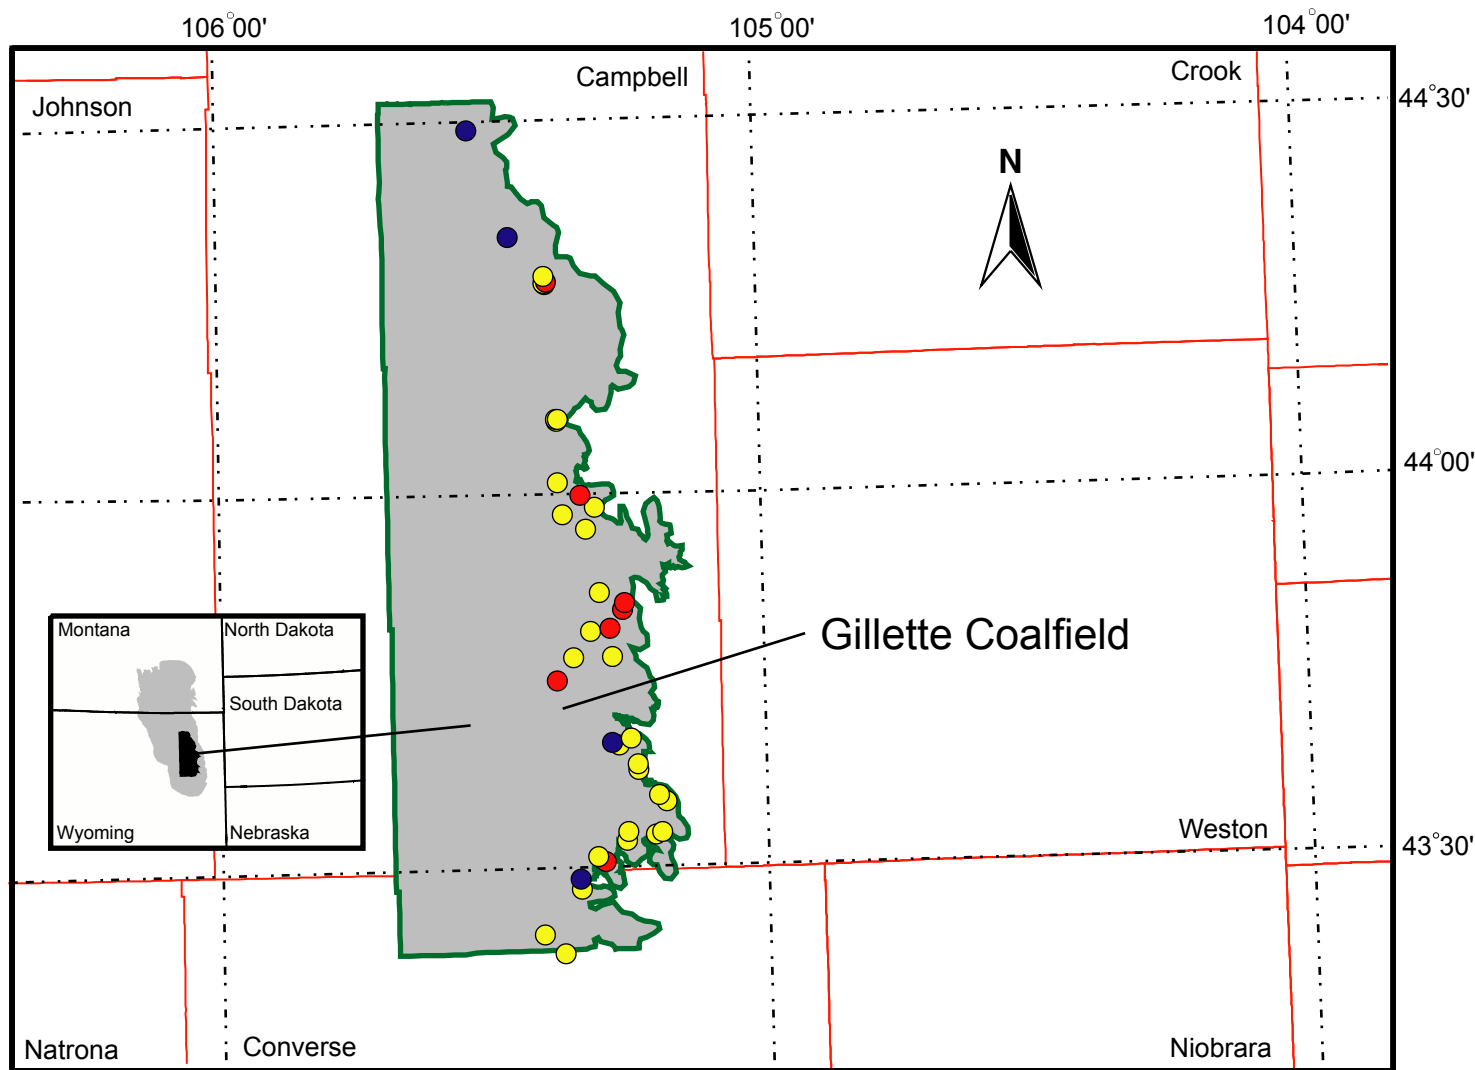 106°00'
105°00'
104°00'
Campbell
Crook
Johnson
44°30'
N
44°00'
Gillette Coalfield
Montana
North Dakota
South Dakota
Wyoming
Nebraska
Weston
43°30'
Natrona
Converse
Niobrara